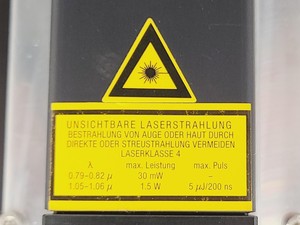 UNSICHTBARE LASERSTRAHLUNG
BESTRAHLUNG VON AUGE ODER HAUT DURCH
DIREKTE ODER STREUSTRAHLUNG VERMEIDEN
LASERKLASSE 4
λ max. Leistung max. Puls
0.79–0.82 µ 30 mW –
1.05–1.06 µ 1.5 W 5 µJ/200 ns